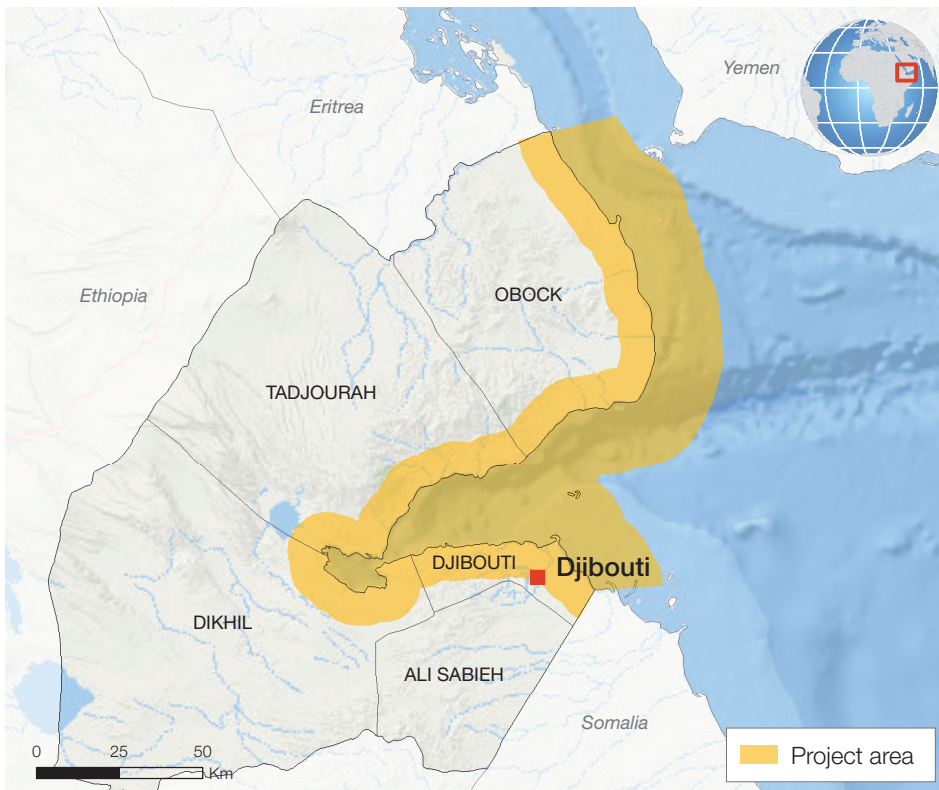 Yemen
Eritrea
Ethiopia
OBOCK
TADJOURAH
DJIBOUTI
Djibouti
DIKHIL
ALI SABIEH
Somalia
0 25 50
Km
Project area